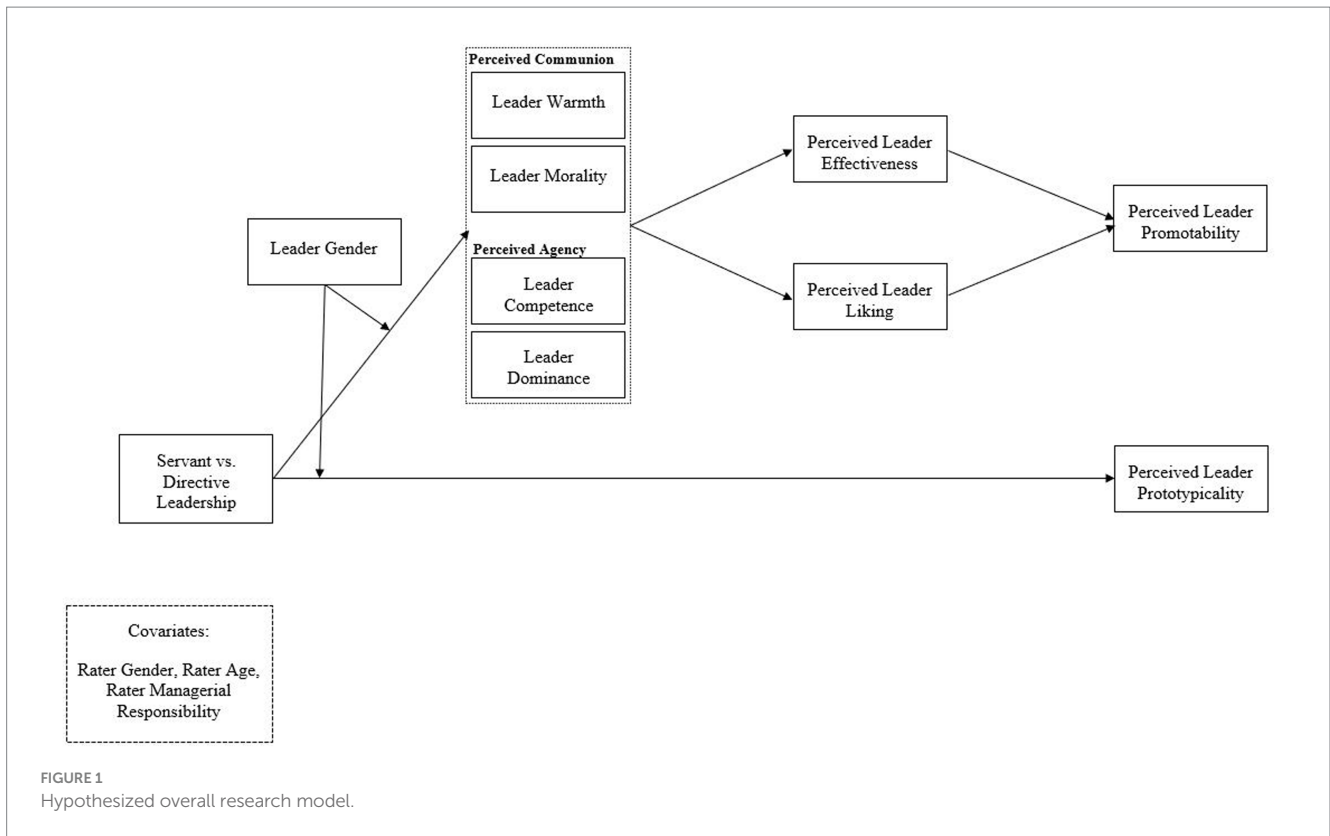 Perceived Communion
Leader Warmth
Leader Morality
Perceived Agency
Leader
Competence
Leader
Dominance
Leader Gender
Servant vs.
Directive
Leadership
Perceived Leader
Effectiveness
Perceived Leader
Liking
Perceived Leader
Promotability
Perceived Leader
Prototypicality
Covariates:
Rater Gender, Rater Age,
Rater Managerial
Responsibility
FIGURE 1
Hypothesized overall research model.